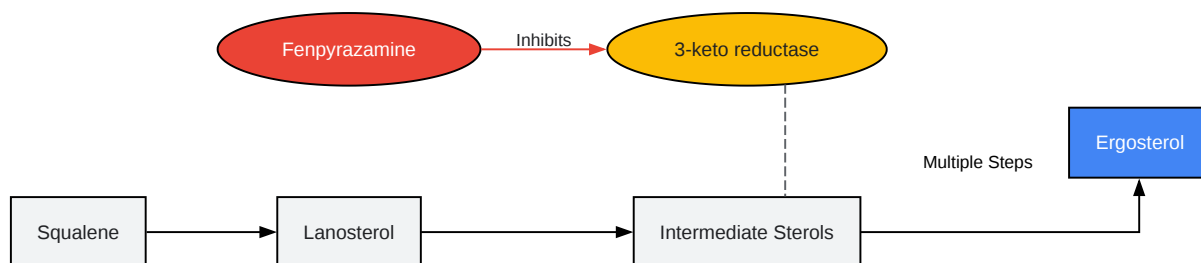 Fenpyrazamine
Inhibits
3-keto reductase
Ergosterol
Multiple Steps
Squalene
Lanosterol
Intermediate Sterols